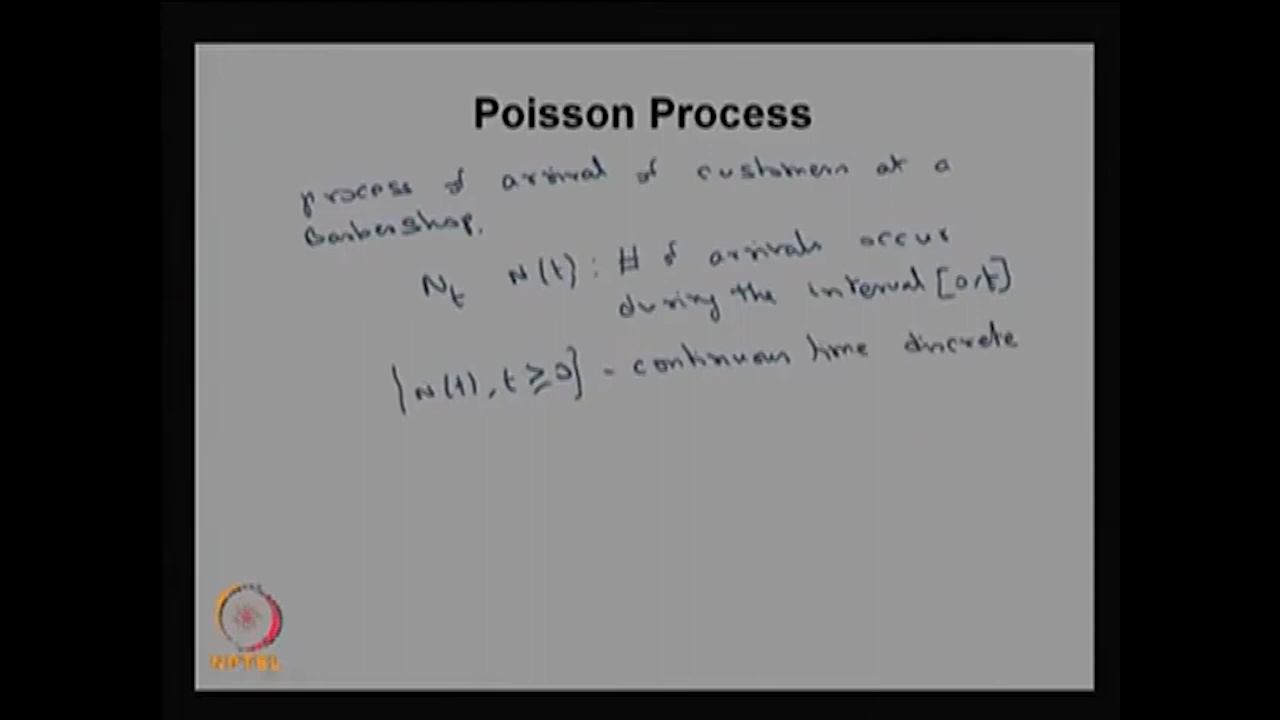 Poisson Process
process of arrival of customers at a
Barbershop.
N_t N(t): # of arrivals occur
during the interval [0,t]
{N(t), t ≥ 0} - continuous time discrete
NPTEL